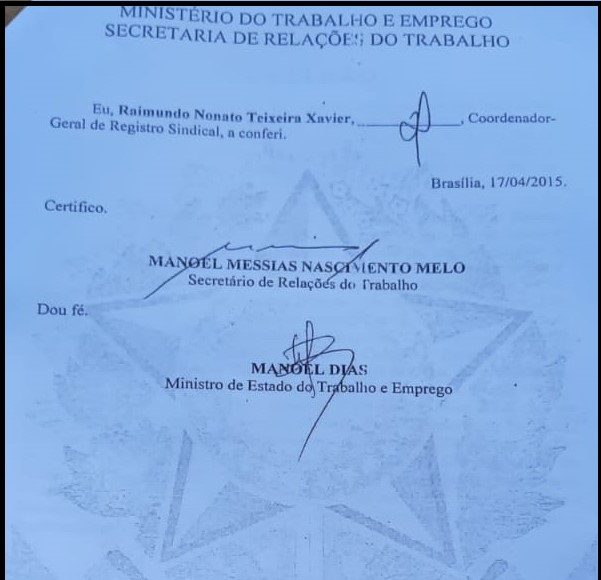 MINISTÉRIO DO TRABALHO E EMPREGO
SECRETARIA DE RELAÇÕES DO TRABALHO
Eu, Raimundo Nonato Teixeira Xavier, ____________, Coordenador-
Geral de Registro Sindical, a conferi.
Brasília, 17/04/2015.
Certifico.
MANOEL MESSIAS NASCIMENTO MELO
Secretário de Relações do Trabalho
Dou fé.
MANOEL DIAS
Ministro de Estado do Trabalho e Emprego